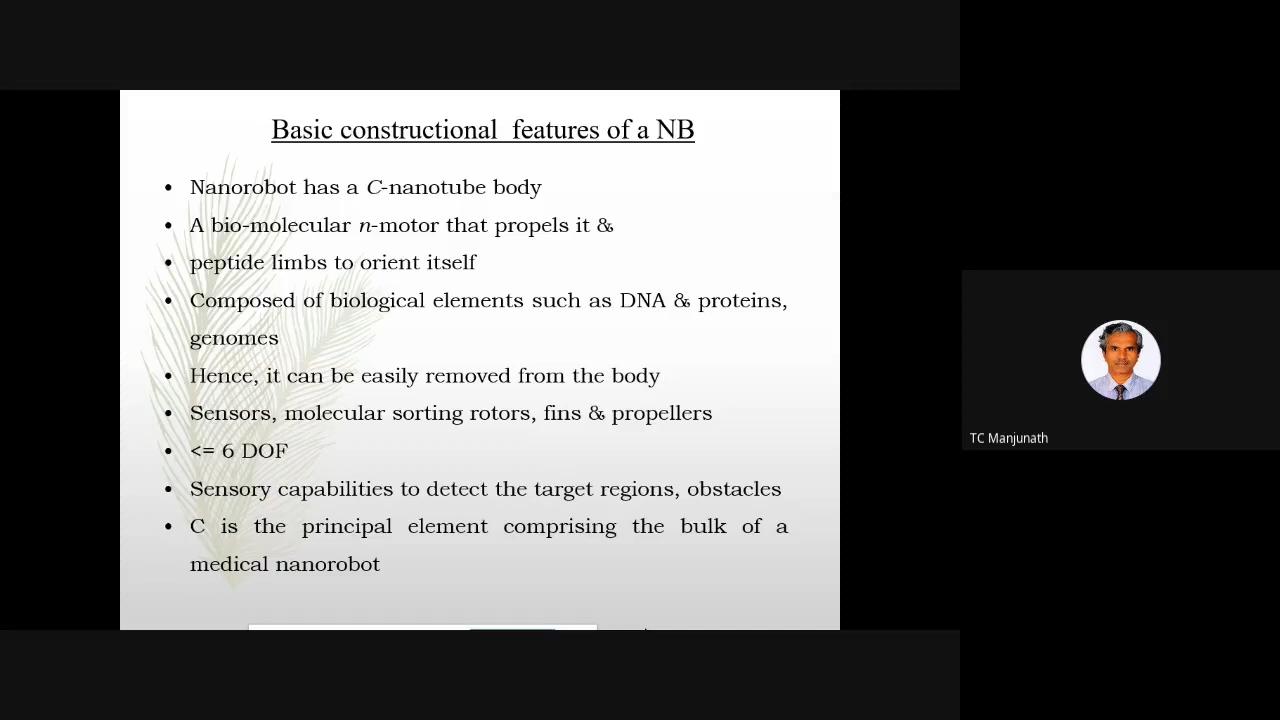 Basic constructional features of a NB
• Nanorobot has a C-nanotube body
• A bio-molecular n-motor that propels it &
• peptide limbs to orient itself
• Composed of biological elements such as DNA & proteins,
genomes
• Hence, it can be easily removed from the body
• Sensors, molecular sorting rotors, fins & propellers
• <= 6 DOF
• Sensory capabilities to detect the target regions, obstacles
• C is the principal element comprising the bulk of a
medical nanorobot
TC Manjunath